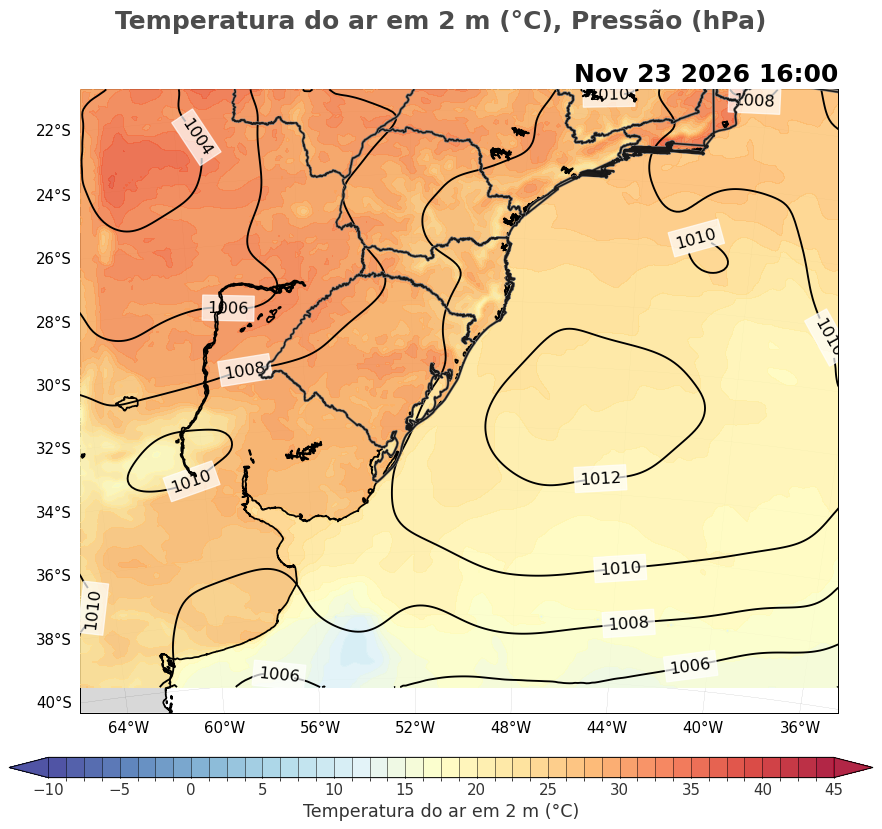 Temperatura do ar em 2 m (°C), Pressão (hPa)
Nov 23 2026 16:00
1010
1008
22°S
1004
24°S
1010
26°S
1006
28°S
1010
1008
30°S
32°S
1010
1012
34°S
1010
36°S
1010
1008
38°S
1006
1006
40°S
64°W 60°W 56°W 52°W 48°W 44°W 40°W 36°W
−10 −5 0 5 10 15 20 25 30 35 40 45
Temperatura do ar em 2 m (°C)